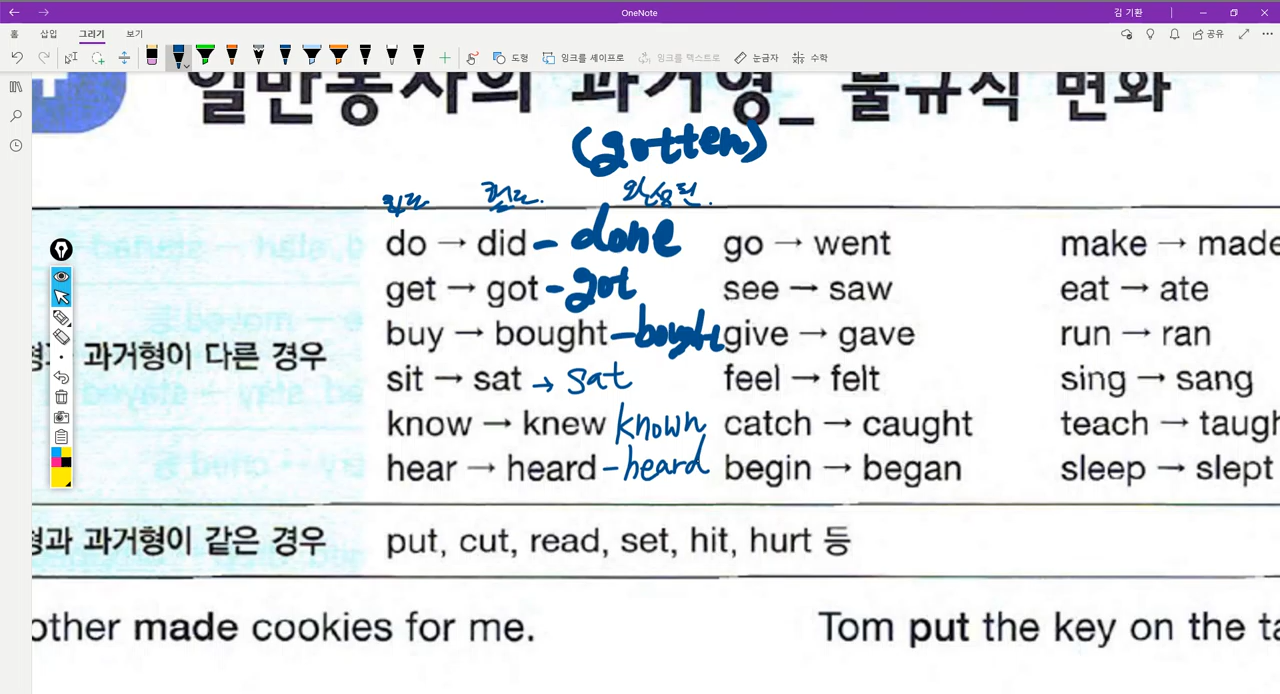 OneNote
김 기환
홈 삽입 그리기 보기
공유
도형 잉크를 셰이프로 잉크를 텍스트로 눈금자 수학
일반동사의 과거형_ 불규칙 변화
(gotten)
완성된.
do → did - done go → went make → made
get → got - got see → saw eat → ate
buy → bought - bought give → gave run → ran
과거형이 다른 경우
sit → sat → sat feel → felt sing → sang
know → knew known catch → caught teach → taugh
hear → heard - heard begin → began sleep → slept
형과 과거형이 같은 경우 put, cut, read, set, hit, hurt 등
other made cookies for me. Tom put the key on the ta